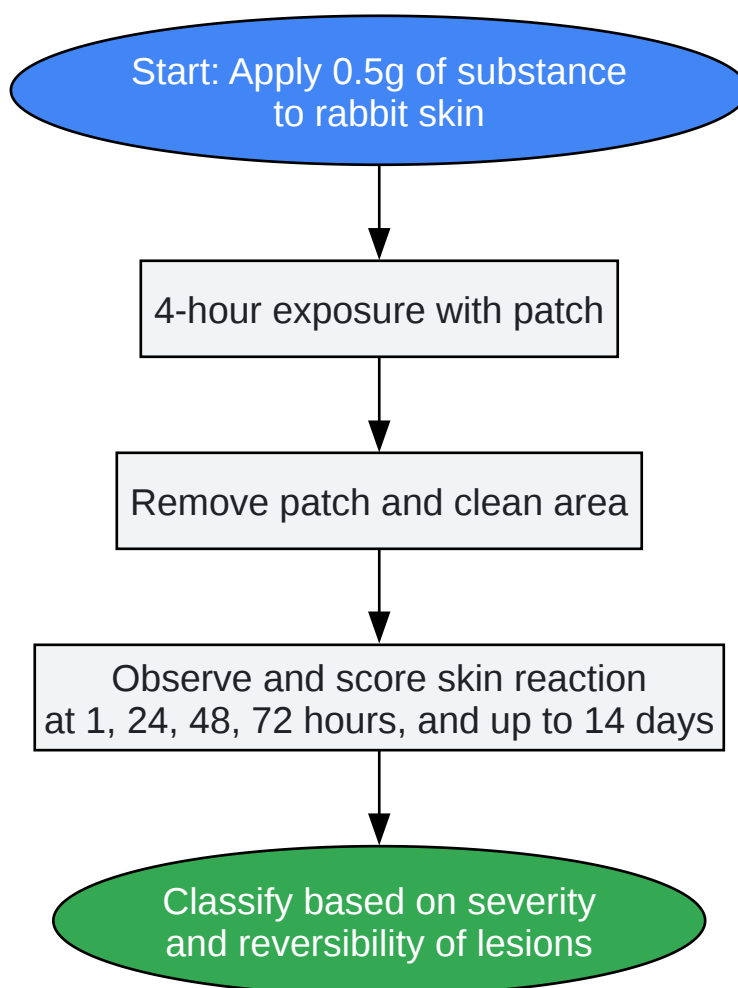 Start: Apply 0.5g of substance
to rabbit skin
4-hour exposure with patch
Remove patch and clean area
Observe and score skin reaction
at 1, 24, 48, 72 hours, and up to 14 days
Classify based on severity
and reversibility of lesions